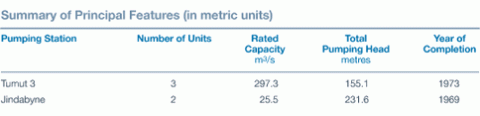 Summary of Principal Features (in metric units)
Pumping Station Number of Units Rated Capacity m³/s Total Pumping Head metres Year of Completion
Tumut 3 3 297.3 155.1 1973
Jindabyne 2 25.5 231.6 1969